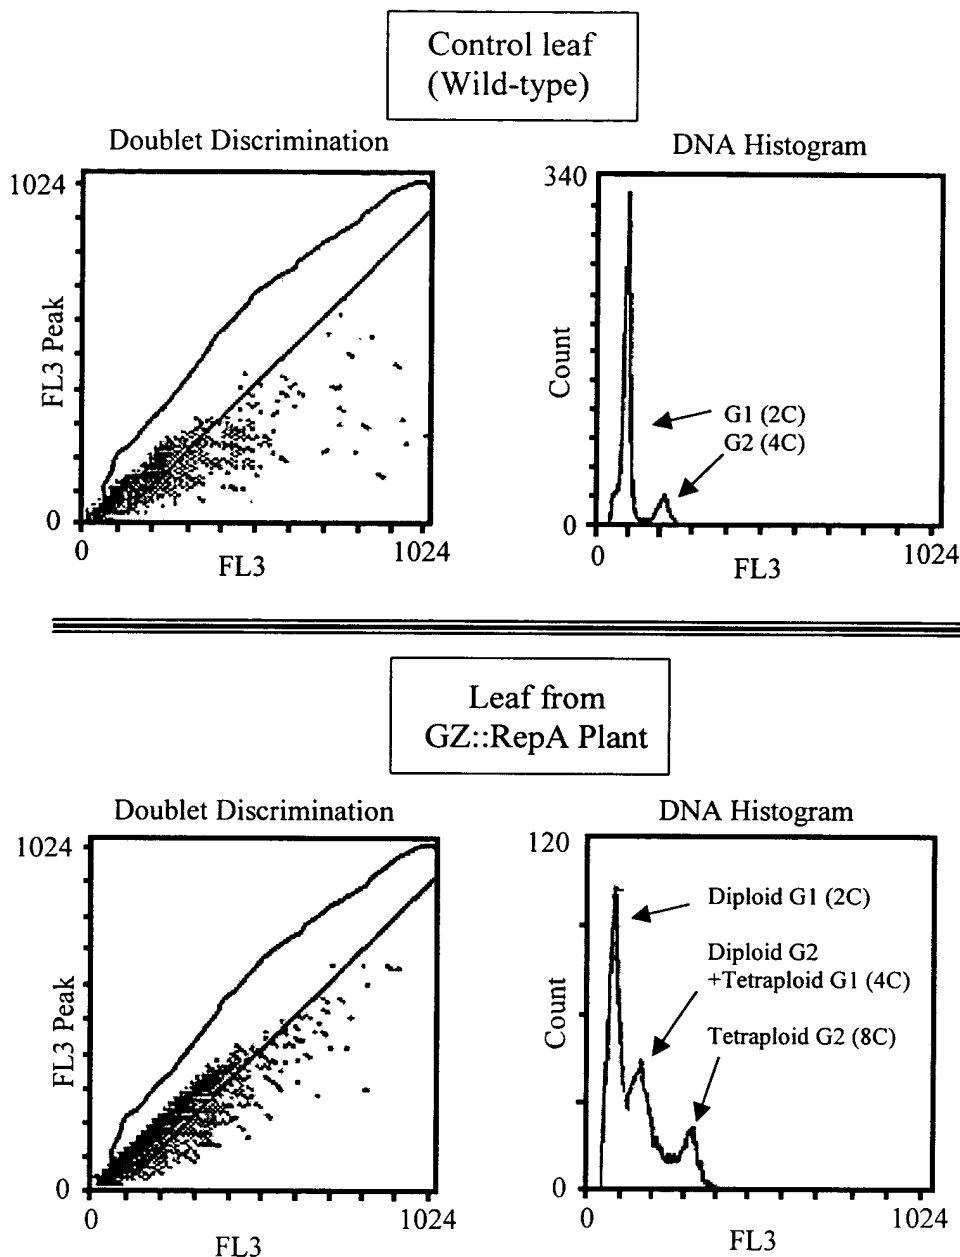 Control leaf
(Wild-type)
Doublet Discrimination
DNA Histogram
1024
FL3 Peak
0
0
1024
FL3
340
Count
G1 (2C)
G2 (4C)
0
0
1024
FL3
Leaf from
GZ::RepA Plant
Doublet Discrimination
DNA Histogram
1024
FL3 Peak
0
0
1024
FL3
120
Count
Diploid G1 (2C)
Diploid G2
+Tetraploid G1 (4C)
Tetraploid G2 (8C)
0
0
1024
FL3